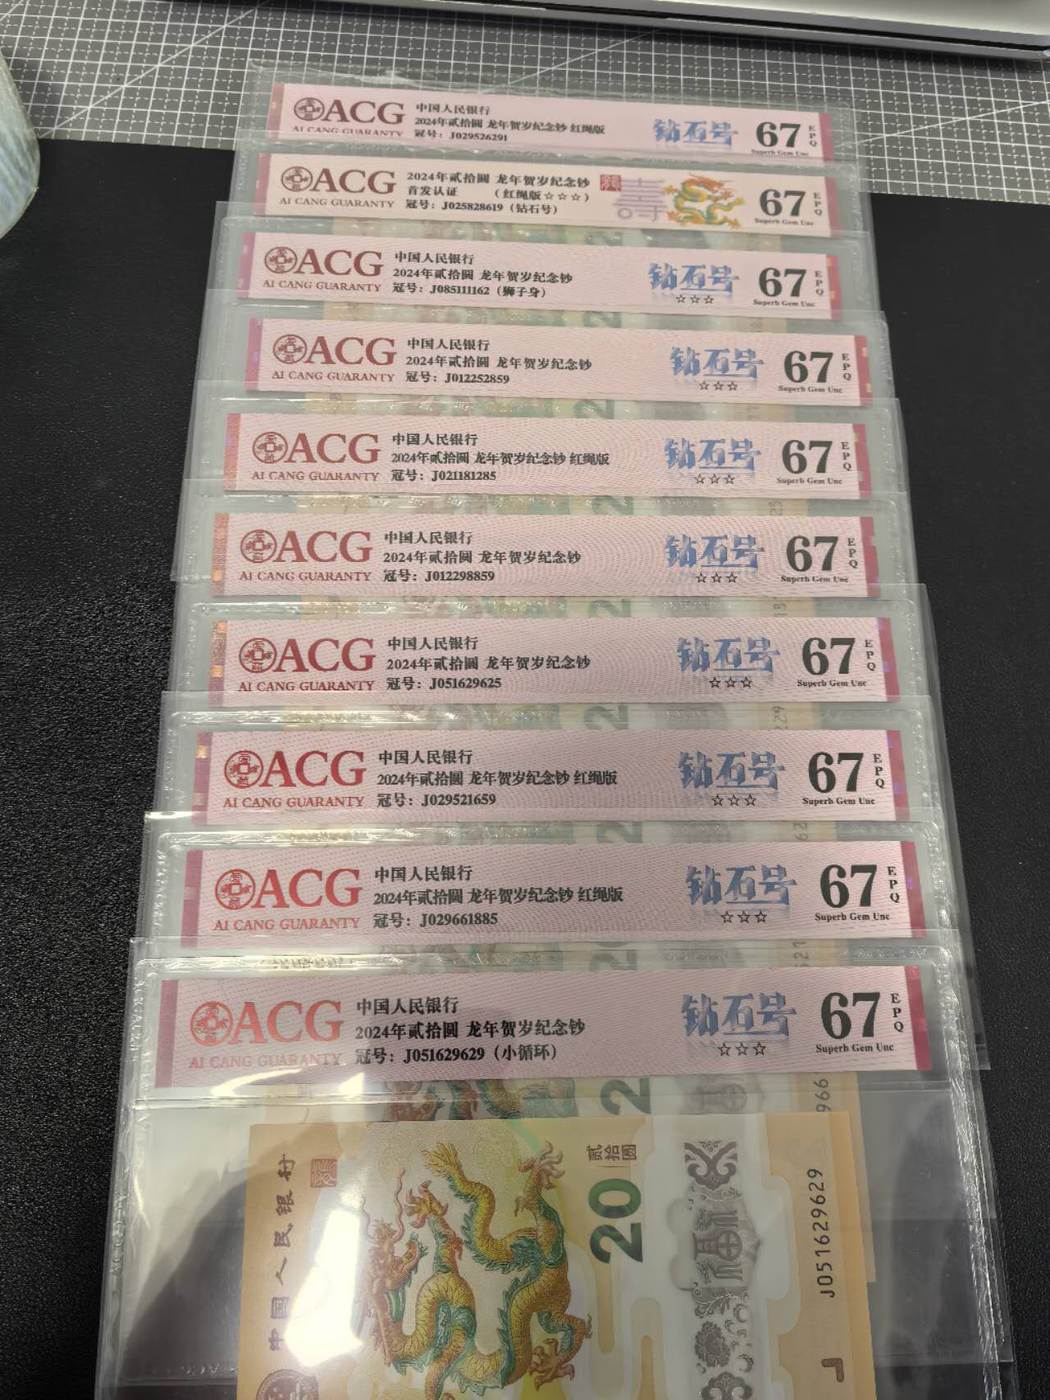 ACG
AI CANG GUARANTY
中国人民银行
2024年贰拾圆 龙年贺岁纪念钞 红绳版
冠号：J029526291
钻石号
67
EPQ
Superb Gem Unc
ACG
AI CANG GUARANTY
2024年贰拾圆 龙年贺岁纪念钞
首发认证 （红绳版☆☆☆）
冠号：J025828619（钻石号）
寿
67
EPQ
Superb Gem Unc
ACG
AI CANG GUARANTY
中国人民银行
2024年贰拾圆 龙年贺岁纪念钞
冠号：J085111162（狮子身）
钻石号
☆☆☆
67
EPQ
Superb Gem Unc
ACG
AI CANG GUARANTY
中国人民银行
2024年贰拾圆 龙年贺岁纪念钞
冠号：J012252859
钻石号
☆☆☆
67
EPQ
Superb Gem Unc
ACG
AI CANG GUARANTY
中国人民银行
2024年贰拾圆 龙年贺岁纪念钞 红绳版
冠号：J021181285
钻石号
☆☆☆
67
EPQ
Superb Gem Unc
ACG
AI CANG GUARANTY
中国人民银行
2024年贰拾圆 龙年贺岁纪念钞
冠号：J012298859
钻石号
☆☆☆
67
EPQ
Superb Gem Unc
ACG
AI CANG GUARANTY
中国人民银行
2024年贰拾圆 龙年贺岁纪念钞
冠号：J051629625
钻石号
☆☆☆
67
EPQ
Superb Gem Unc
ACG
AI CANG GUARANTY
中国人民银行
2024年贰拾圆 龙年贺岁纪念钞 红绳版
冠号：J029521659
钻石号
☆☆☆
67
EPQ
Superb Gem Unc
ACG
AI CANG GUARANTY
中国人民银行
2024年贰拾圆 龙年贺岁纪念钞 红绳版
冠号：J029661885
钻石号
☆☆☆
67
EPQ
Superb Gem Unc
ACG
AI CANG GUARANTY
中国人民银行
2024年贰拾圆 龙年贺岁纪念钞
冠号：J051629629（小循环）
钻石号
☆☆☆
67
EPQ
Superb Gem Unc
中国人民银行
贰拾圆
20
J051629629